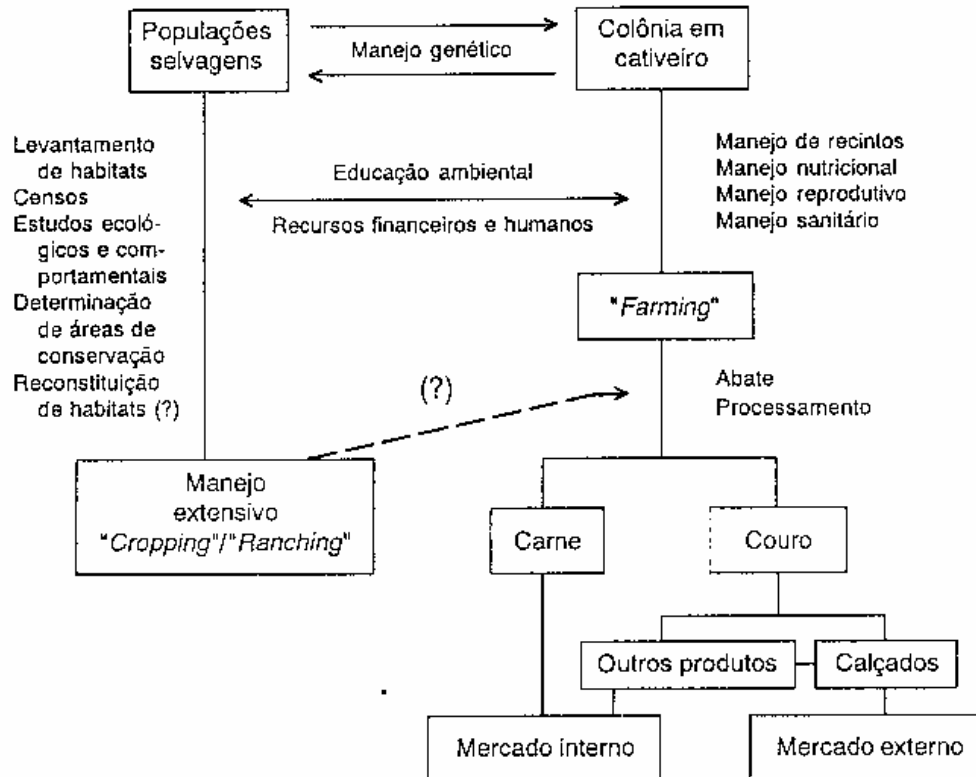 Populações
selvagens
Manejo genético
Colônia em
cativeiro
Levantamento
de habitats
Censos
Estudos ecoló-
gicos e com-
portamentais
Determinação
de áreas de
conservação
Reconstituição
de habitats (?)
Educação ambiental
Recursos financeiros e humanos
Manejo de recintos
Manejo nutricional
Manejo reprodutivo
Manejo sanitário
"Farming"
(?)
Abate
Processamento
Manejo
extensivo
"Cropping"/"Ranching"
Carne
Couro
Outros produtos
Calçados
Mercado interno
Mercado externo